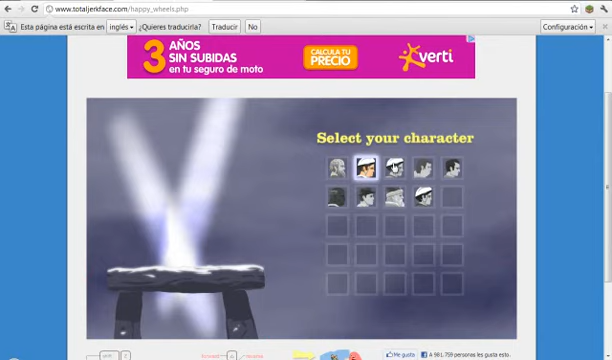 www.totaljerkface.com/happy_wheels.php
Esta página está escrita en inglés ¿Quieres traducirla? Traducir No Configuración
3 AÑOS
SIN SUBIDAS
en tu seguro de moto
CALCULA TU
PRECIO
verti
Select your character
Me gusta A 981.759 personas les gusta esto.